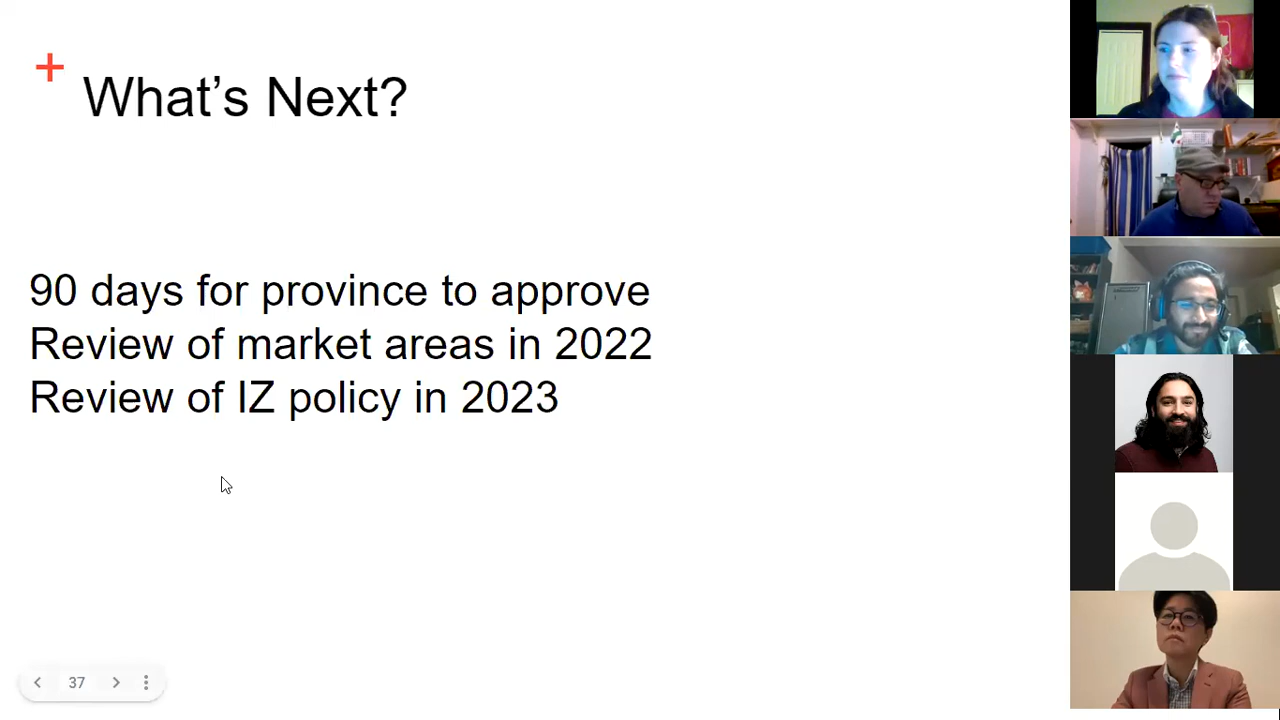 What’s Next?
90 days for province to approve
Review of market areas in 2022
Review of IZ policy in 2023
37